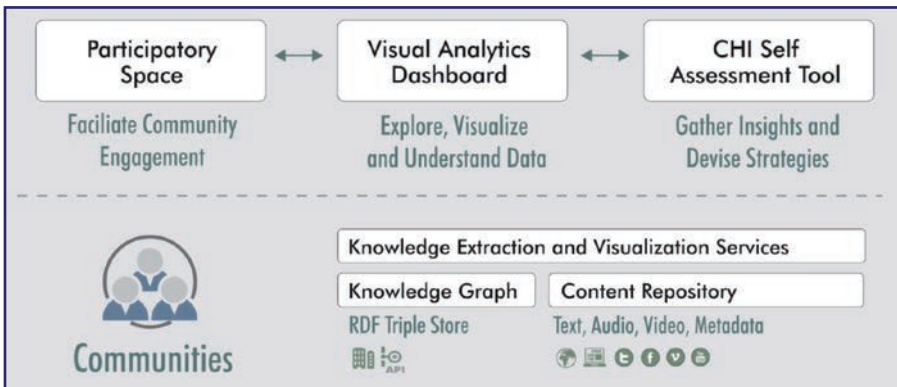 Participatory
Space
Visual Analytics
Dashboard
CHI Self
Assessment Tool
Faciliate Community
Engagement
Explore, Visualize
and Understand Data
Gather Insights and
Devise Strategies
Knowledge Extraction and Visualization Services
Knowledge Graph
Content Repository
RDF Triple Store
Text, Audio, Video, Metadata
API
Communities